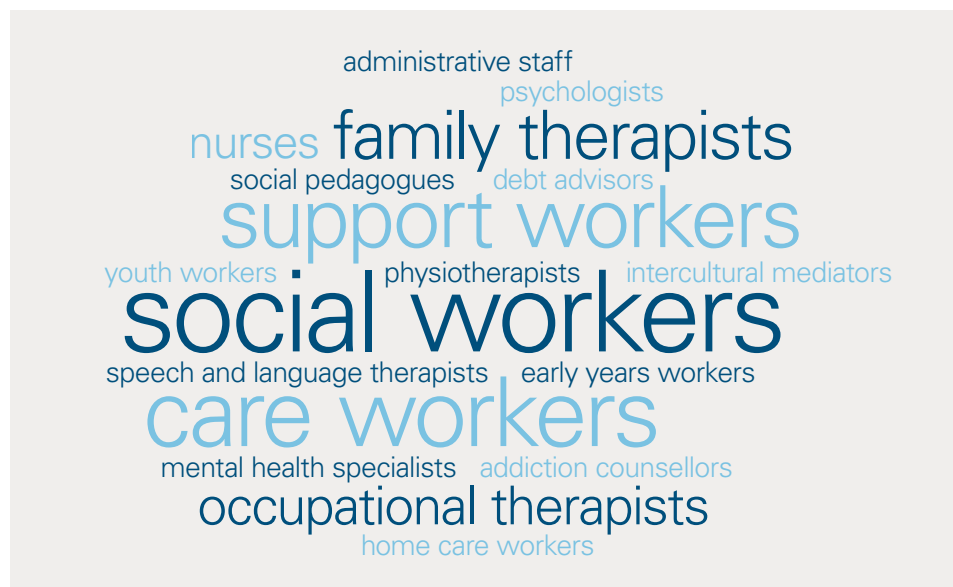 administrative staff
psychologists
nurses family therapists
social pedagogues debt advisors
support workers
youth workers physiotherapists intercultural mediators
social workers
speech and language therapists early years workers
care workers
mental health specialists addiction counsellors
occupational therapists
home care workers